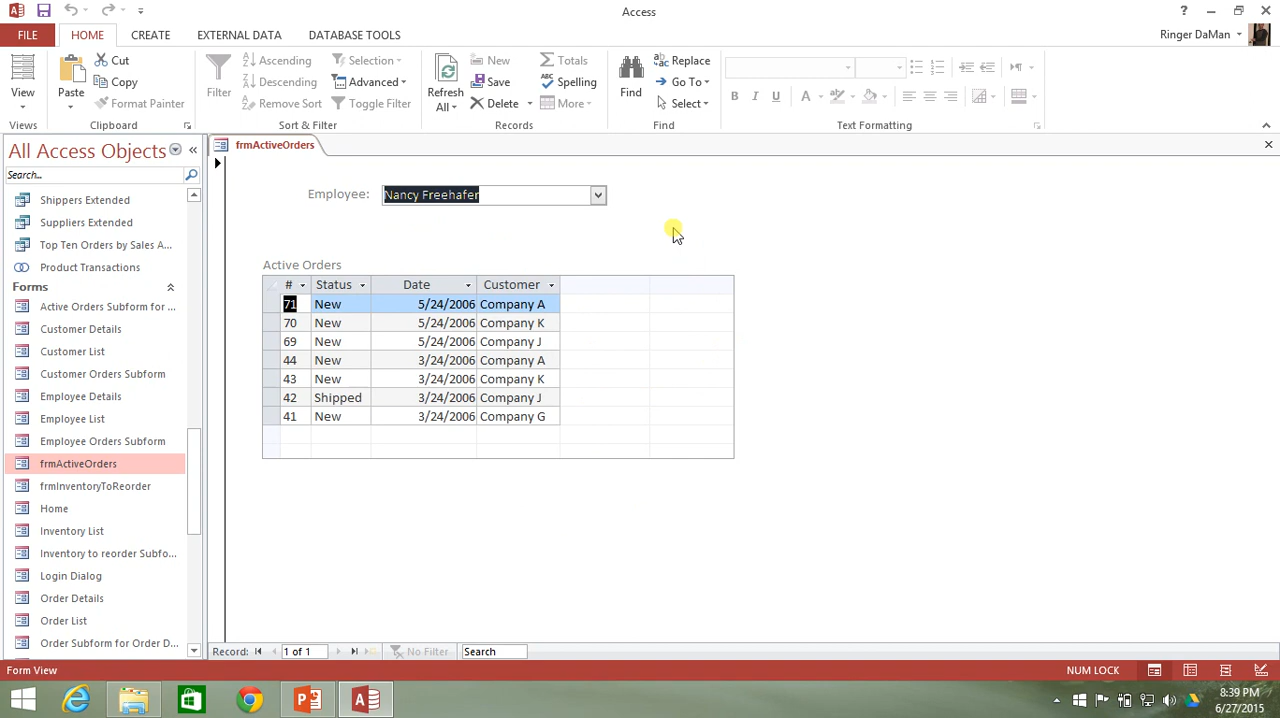 Access
?
Ringer DaMan
FILE
HOME
CREATE
EXTERNAL DATA
DATABASE TOOLS
View
Views
Paste
Cut
Copy
Format Painter
Clipboard
Filter
Ascending
Descending
Remove Sort
Selection
Advanced
Toggle Filter
Sort & Filter
Refresh
All
New
Save
Delete
Totals
Spelling
More
Records
Find
Replace
Go To
Select
Find
B I U A
Text Formatting
All Access Objects
Search...
Shippers Extended
Suppliers Extended
Top Ten Orders by Sales A...
Product Transactions
Forms
Active Orders Subform for ...
Customer Details
Customer List
Customer Orders Subform
Employee Details
Employee List
Employee Orders Subform
frmActiveOrders
frmInventoryToReorder
Home
Inventory List
Inventory to reorder Subfo...
Login Dialog
Order Details
Order List
Order Subform for Order D...
frmActiveOrders
Employee: Nancy Freehafer
Active Orders
# Status Date Customer
71 New 5/24/2006 Company A
70 New 5/24/2006 Company K
69 New 5/24/2006 Company J
44 New 3/24/2006 Company A
43 New 3/24/2006 Company K
42 Shipped 3/24/2006 Company J
41 New 3/24/2006 Company G
Record: 1 of 1 No Filter Search
Form View
NUM LOCK
8:39 PM
6/27/2015